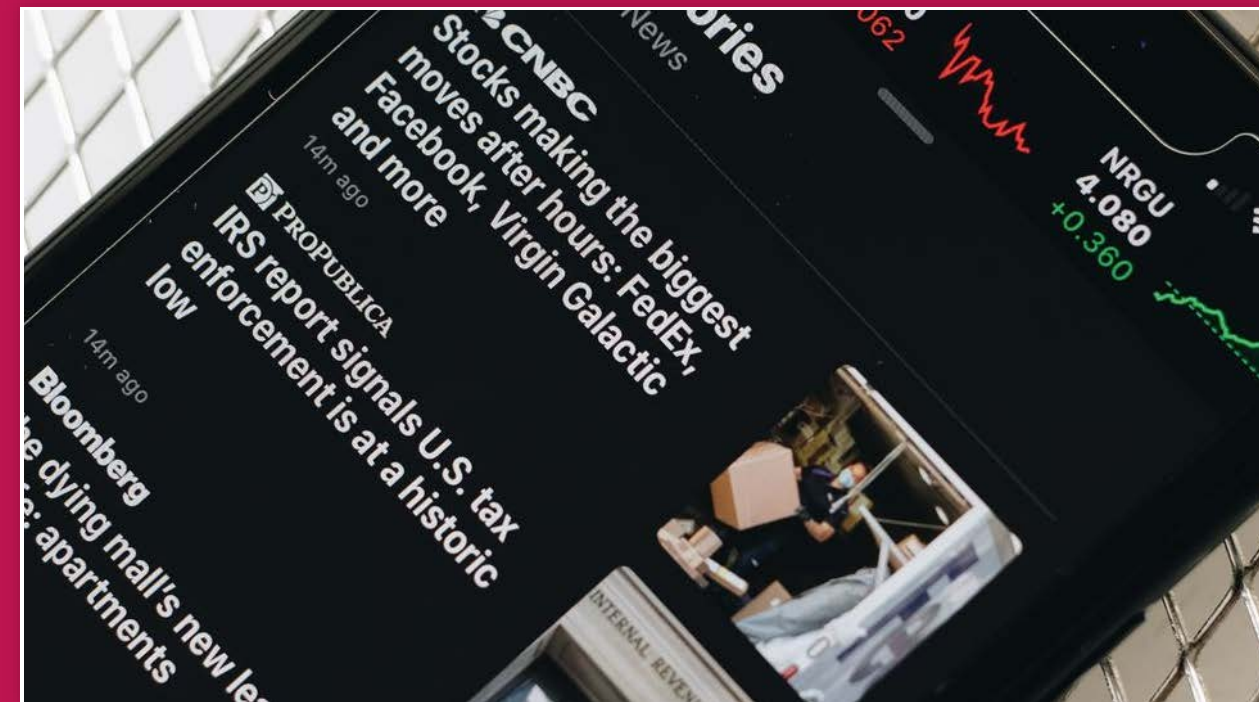 ories
News
062
CNBC
Stocks making the biggest
moves after hours: FedEx,
Facebook, Virgin Galactic
and more
14m ago
PROPUBLICA
IRS report signals U.S. tax
enforcement is at a historic
low
14m ago
Bloomberg
he dying mall's new lea
e: apartments
NRGU
4.080
+0.360
INTERNAL REVEN